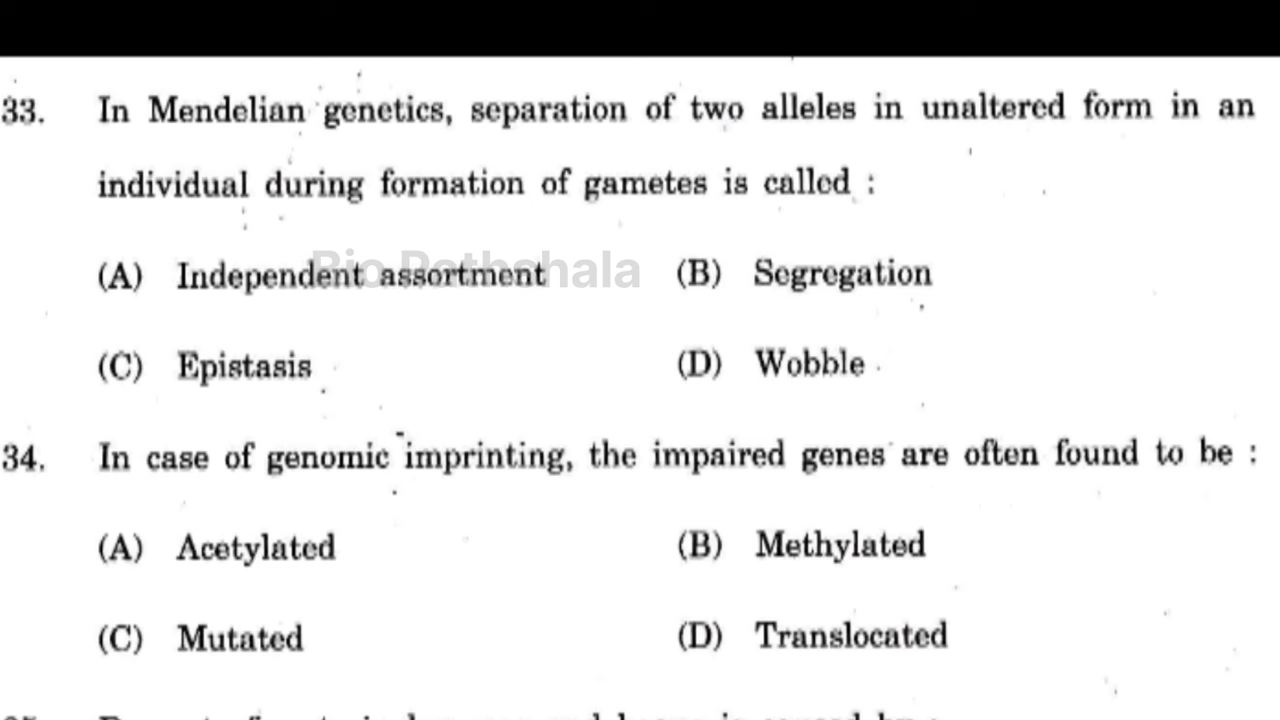 33. In Mendelian genetics, separation of two alleles in unaltered form in an
individual during formation of gametes is called :
Bio Pathshala
(A) Independent assortment (B) Segregation
(C) Epistasis (D) Wobble
34. In case of genomic imprinting, the impaired genes are often found to be :
(A) Acetylated (B) Methylated
(C) Mutated (D) Translocated